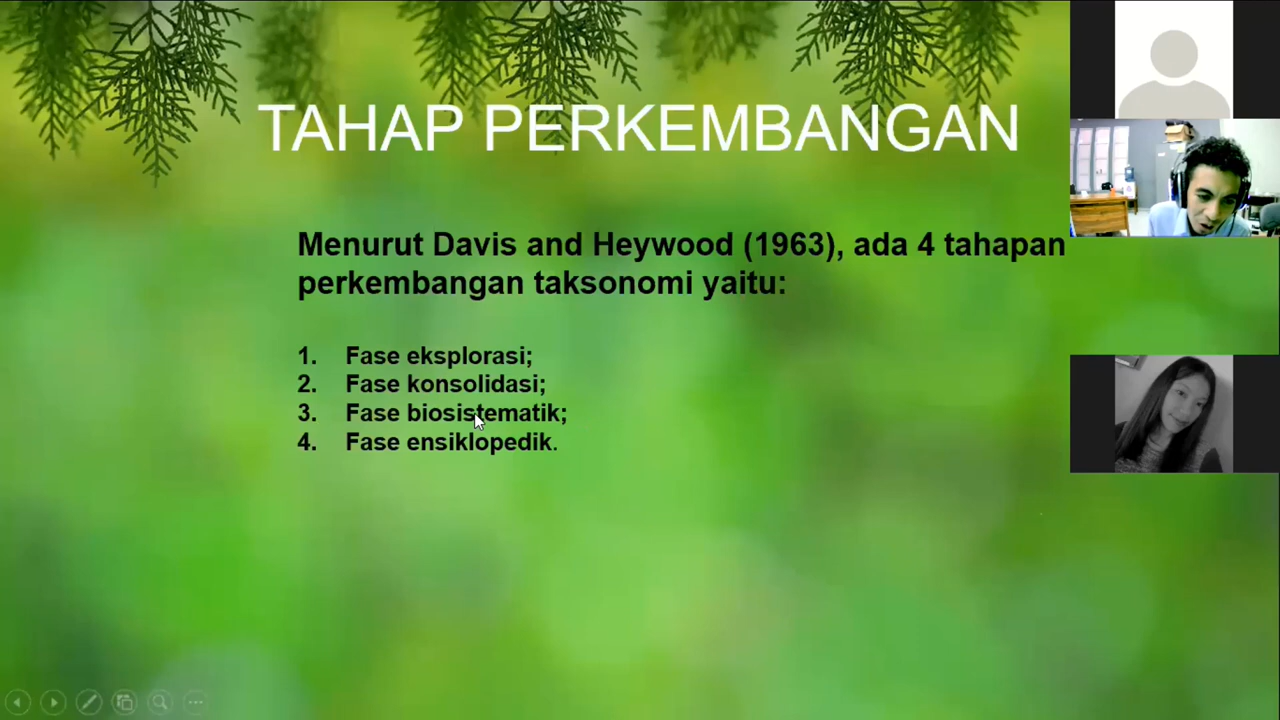 TAHAP PERKEMBANGAN
Menurut Davis and Heywood (1963), ada 4 tahapan
perkembangan taksonomi yaitu:
1. Fase eksplorasi;
2. Fase konsolidasi;
3. Fase biosistematik;
4. Fase ensiklopedik.